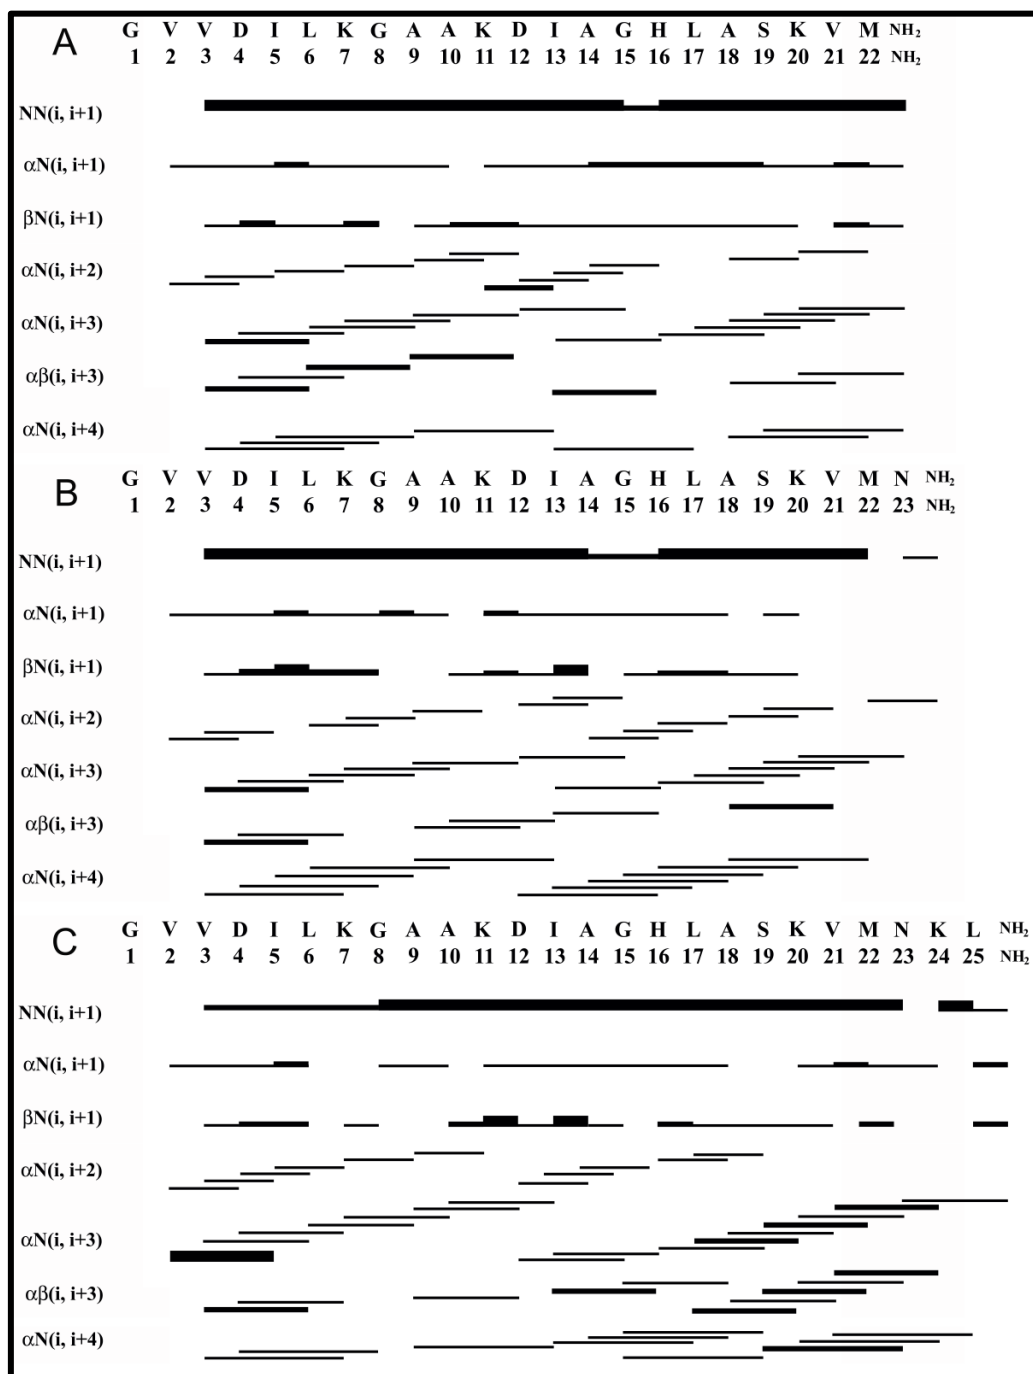 A G V V D I L K G A A K D I A G H L A S K V M NH₂
1 2 3 4 5 6 7 8 9 10 11 12 13 14 15 16 17 18 19 20 21 22 NH₂
NN(i, i+1)
αN(i, i+1)
βN(i, i+1)
αN(i, i+2)
αN(i, i+3)
αβ(i, i+3)
αN(i, i+4)
B G V V D I L K G A A K D I A G H L A S K V M N NH₂
1 2 3 4 5 6 7 8 9 10 11 12 13 14 15 16 17 18 19 20 21 22 23 NH₂
NN(i, i+1)
αN(i, i+1)
βN(i, i+1)
αN(i, i+2)
αN(i, i+3)
αβ(i, i+3)
αN(i, i+4)
C G V V D I L K G A A K D I A G H L A S K V M N K L NH₂
1 2 3 4 5 6 7 8 9 10 11 12 13 14 15 16 17 18 19 20 21 22 23 24 25 NH₂
NN(i, i+1)
αN(i, i+1)
βN(i, i+1)
αN(i, i+2)
αN(i, i+3)
αβ(i, i+3)
αN(i, i+4)